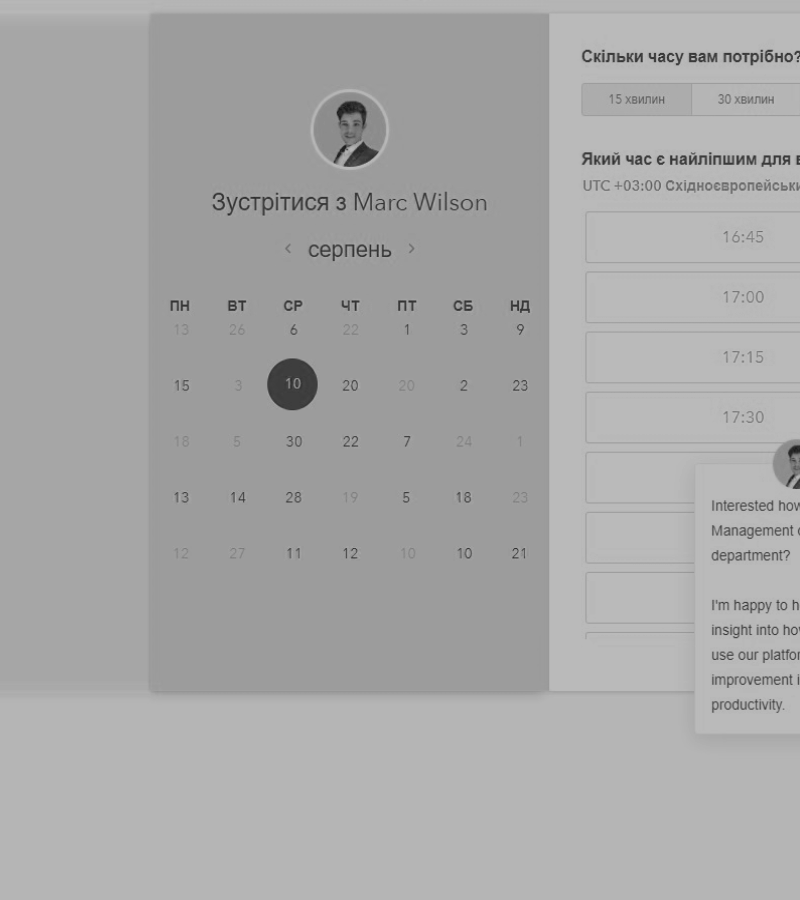 Зустрітися з Marc Wilson
‹ серпень ›
ПН ВТ СР ЧТ ПТ СБ НД
13 26 6 22 1 3 9
15 3 10 20 20 2 23
18 5 30 22 7 24 1
13 14 28 19 5 18 23
12 27 11 12 10 10 21
Скільки часу вам потрібно?
15 хвилин 30 хвилин
Який час є найліпшим для
UTC +03:00
16:45
17:00
17:15
17:30
Interested
Management
department?
I'm happy to
insight into
use our
improvement
productivity.